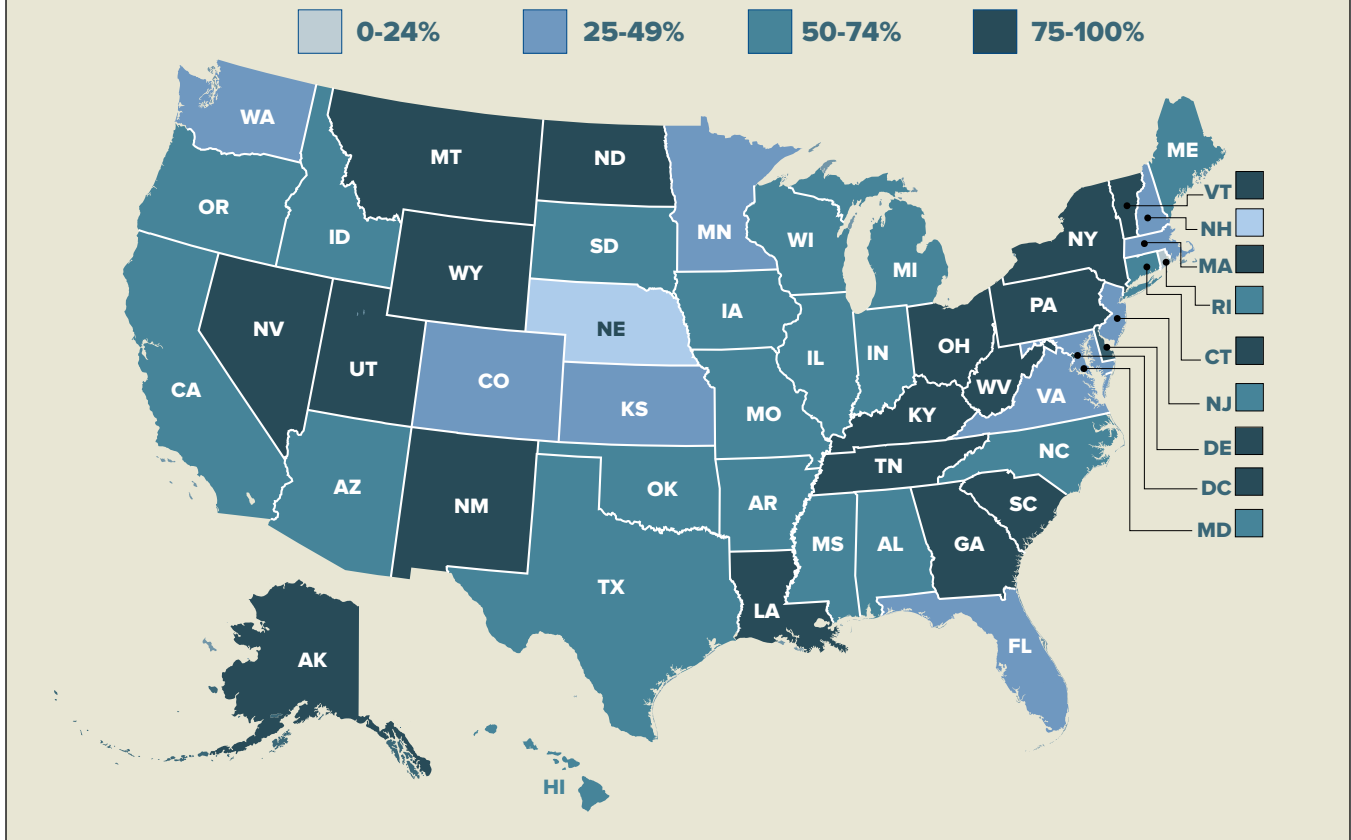 0-24% 25-49% 50-74% 75-100%
WA
MT
ND
ME
OR
ID
SD
MN
WI
MI
NY
VT
NH
MA
RI
CT
NJ
DE
DC
MD
WY
NE
IA
PA
NV
UT
CO
KS
IL
IN
OH
WV
VA
CA
MO
KY
NC
AZ
NM
OK
AR
TN
SC
TX
LA
MS
AL
GA
FL
AK
HI